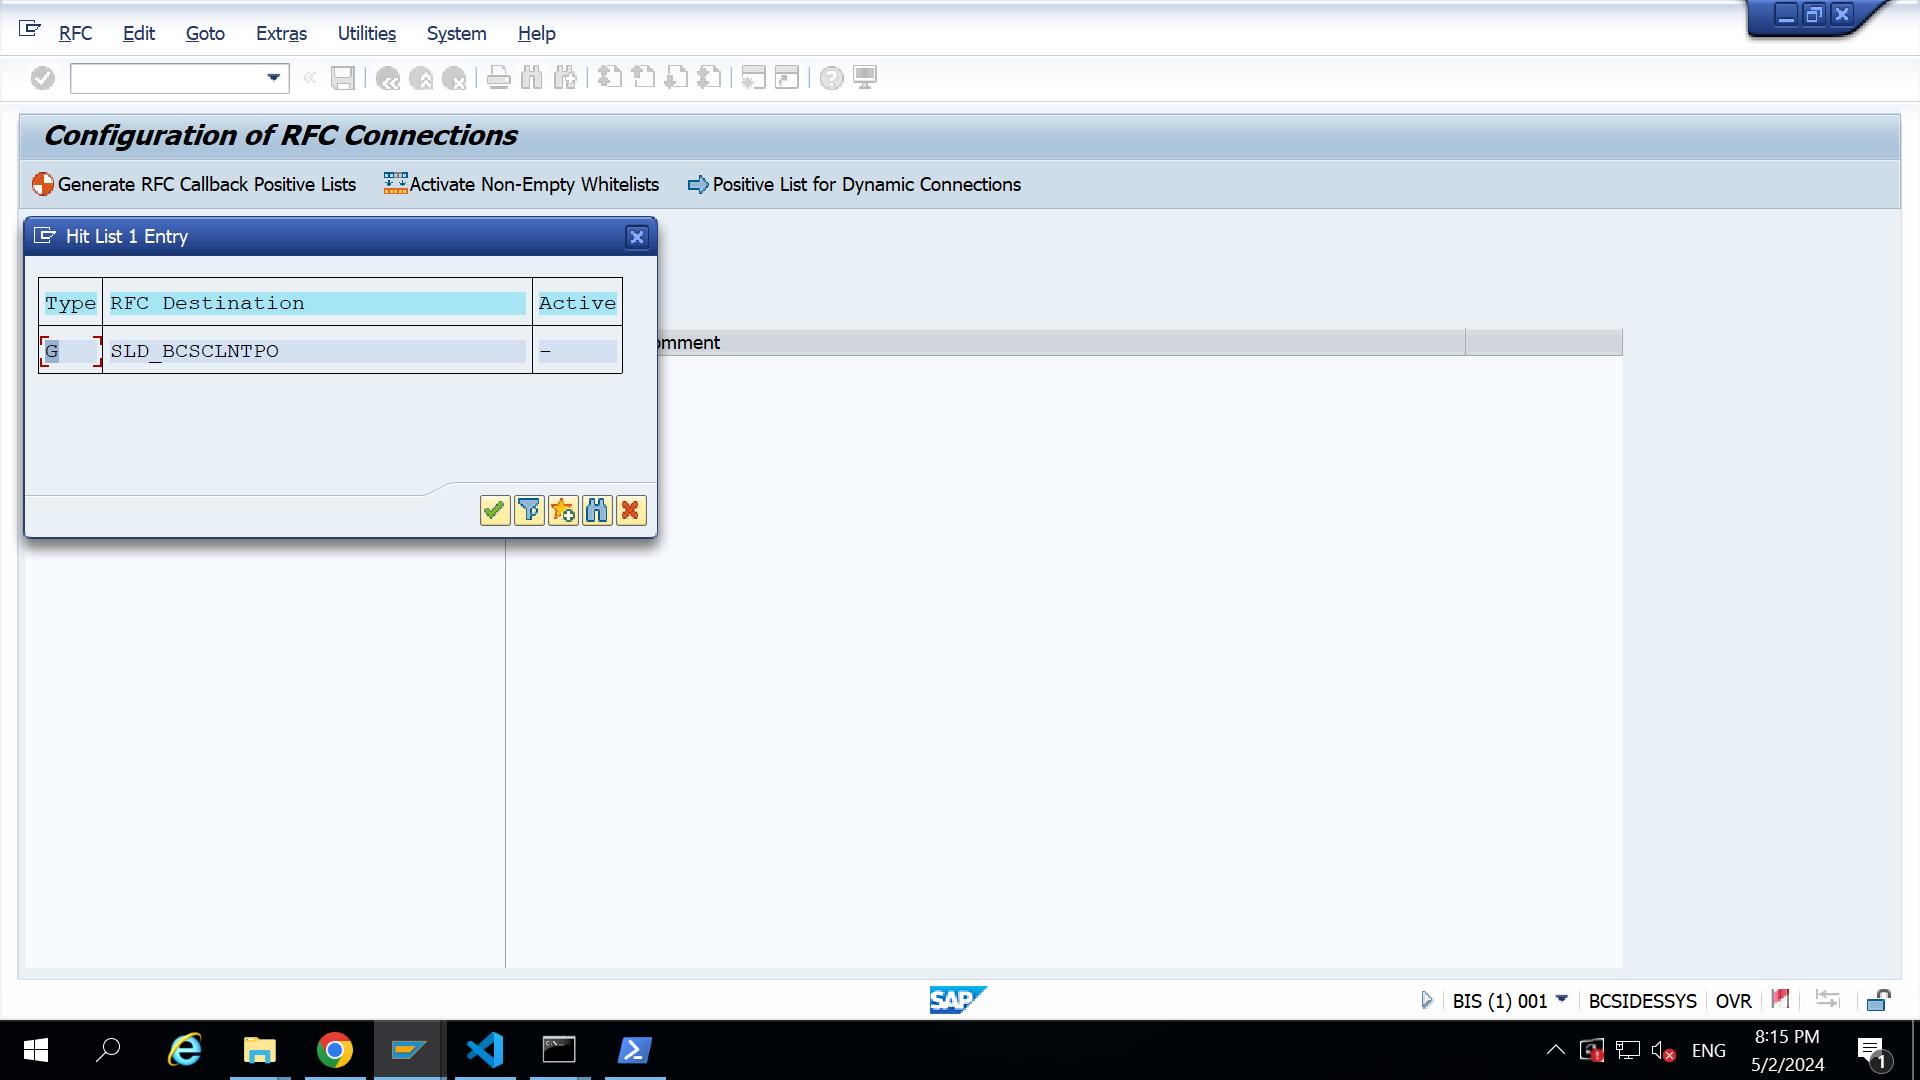 RFC Edit Goto Extras Utilities System Help
Configuration of RFC Connections
Generate RFC Callback Positive Lists Activate Non-Empty Whitelists Positive List for Dynamic Connections
Hit List 1 Entry
Type RFC Destination Active
omment
G SLD_BCSCLNTPO -
SAP BIS (1) 001 BCSIDESSYS OVR
ENG
8:15 PM
5/2/2024
1